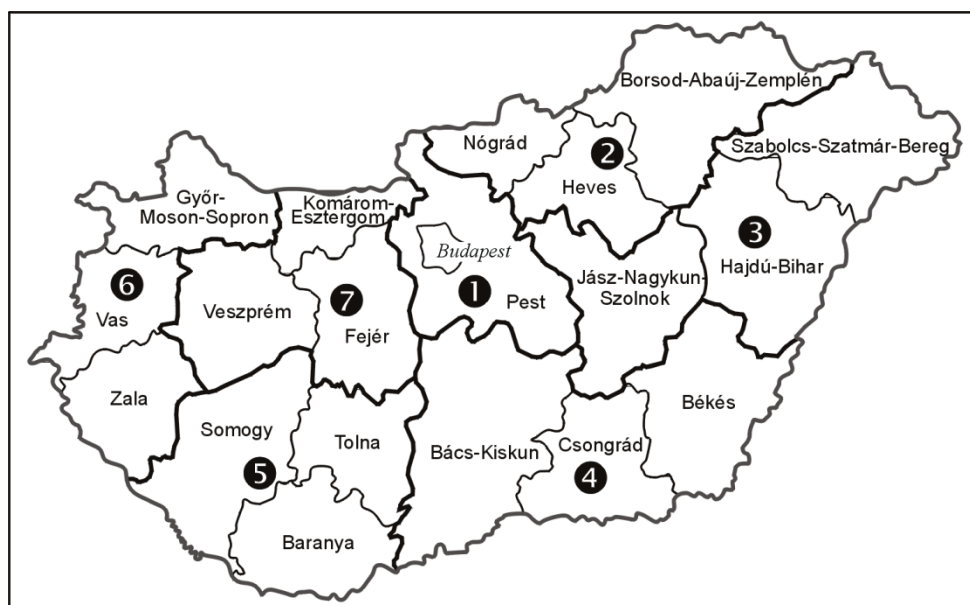 Borsod-Abaúj-Zemplén
Nógrád
Szabolcs-Szatmár-Bereg
2
Heves
Győr-
Moson-Sopron
Komárom-
Esztergom
3
Budapest
Hajdú-Bihar
6
Vas
Veszprém
7
Fejér
1
Pest
Jász-Nagykun-
Szolnok
Zala
Somogy
Tolna
Békés
Bács-Kiskun
Csongrád
5
4
Baranya